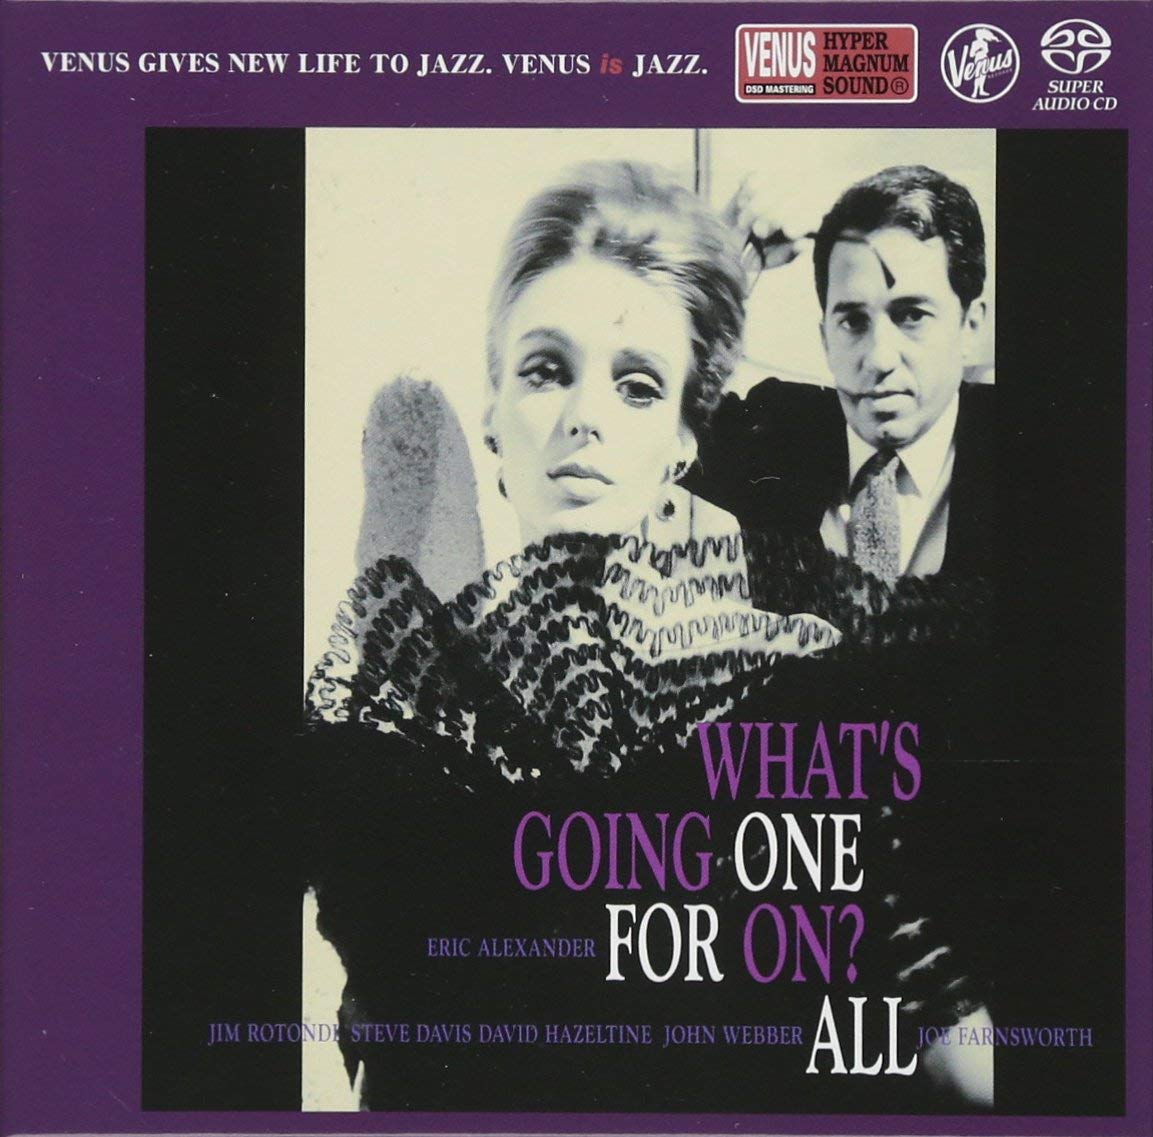 VENUS GIVES NEW LIFE TO JAZZ. VENUS is JAZZ.
VENUS
DSD MASTERING
HYPER
MAGNUM
SOUND®
Venus
RECORDS
SUPER
AUDIO CD
WHAT'S
GOING ONE
FOR ON?
ERIC ALEXANDER
ALL
JIM ROTONDI STEVE DAVIS DAVID HAZELTINE JOHN WEBBER JOE FARNSWORTH